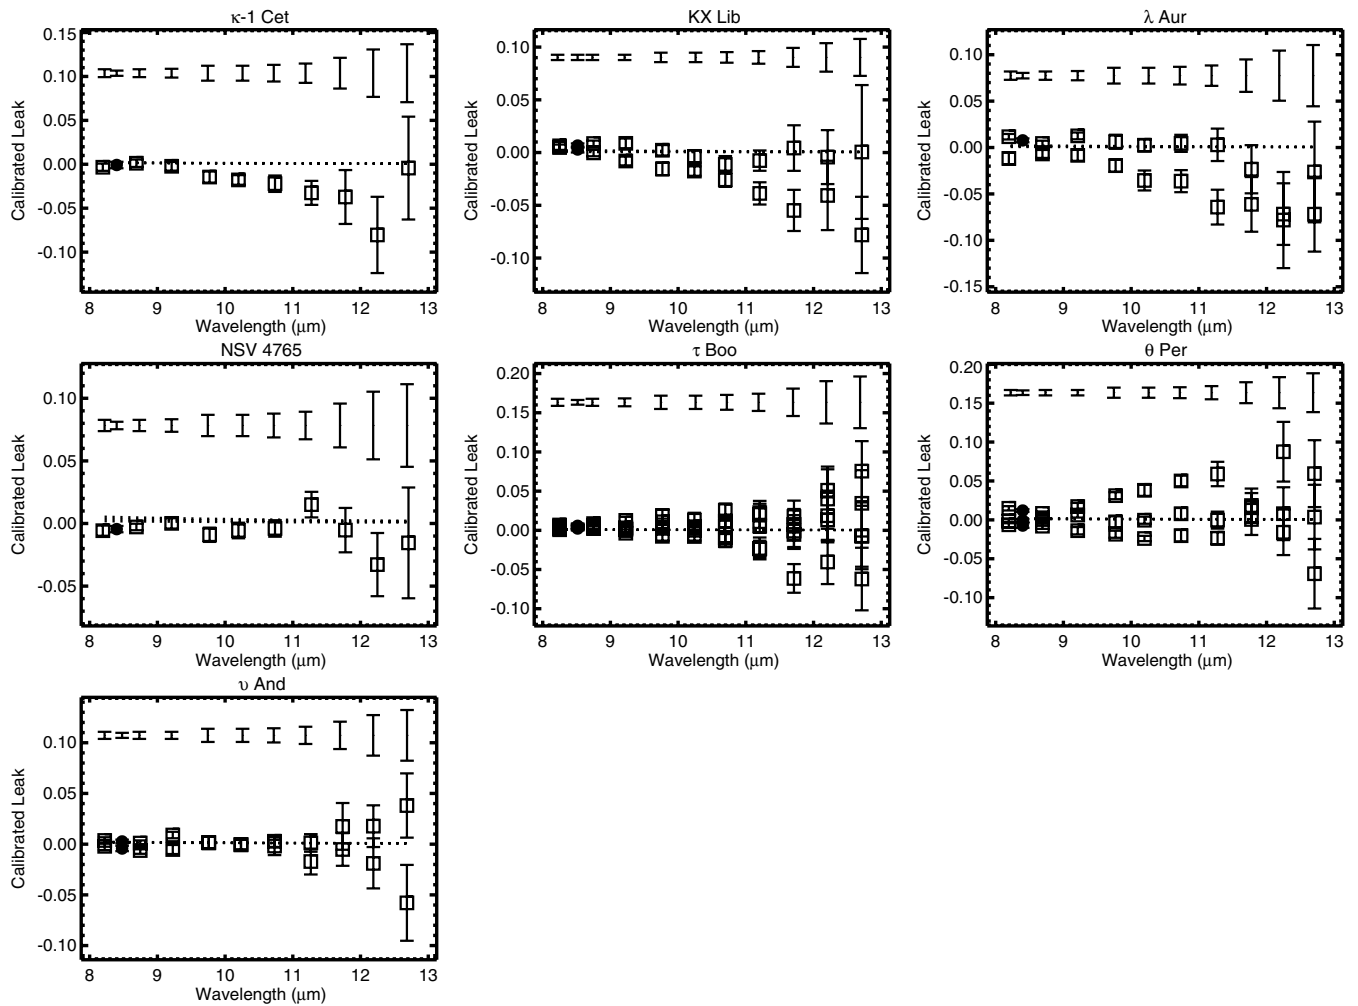 κ-1 Cet
0.15
0.10
0.05
0.00
-0.05
-0.10
Calibrated Leak
8 9 10 11 12 13
Wavelength (μm)
KX Lib
0.10
0.05
0.00
-0.05
-0.10
Calibrated Leak
8 9 10 11 12 13
Wavelength (μm)
λ Aur
0.10
0.05
0.00
-0.05
-0.10
-0.15
Calibrated Leak
8 9 10 11 12 13
Wavelength (μm)
NSV 4765
0.10
0.05
0.00
-0.05
Calibrated Leak
8 9 10 11 12 13
Wavelength (μm)
τ Boo
0.20
0.15
0.10
0.05
0.00
-0.05
-0.10
Calibrated Leak
8 9 10 11 12 13
Wavelength (μm)
θ Per
0.20
0.15
0.10
0.05
0.00
-0.05
-0.10
Calibrated Leak
8 9 10 11 12 13
Wavelength (μm)
υ And
0.10
0.05
0.00
-0.05
-0.10
Calibrated Leak
8 9 10 11 12 13
Wavelength (μm)